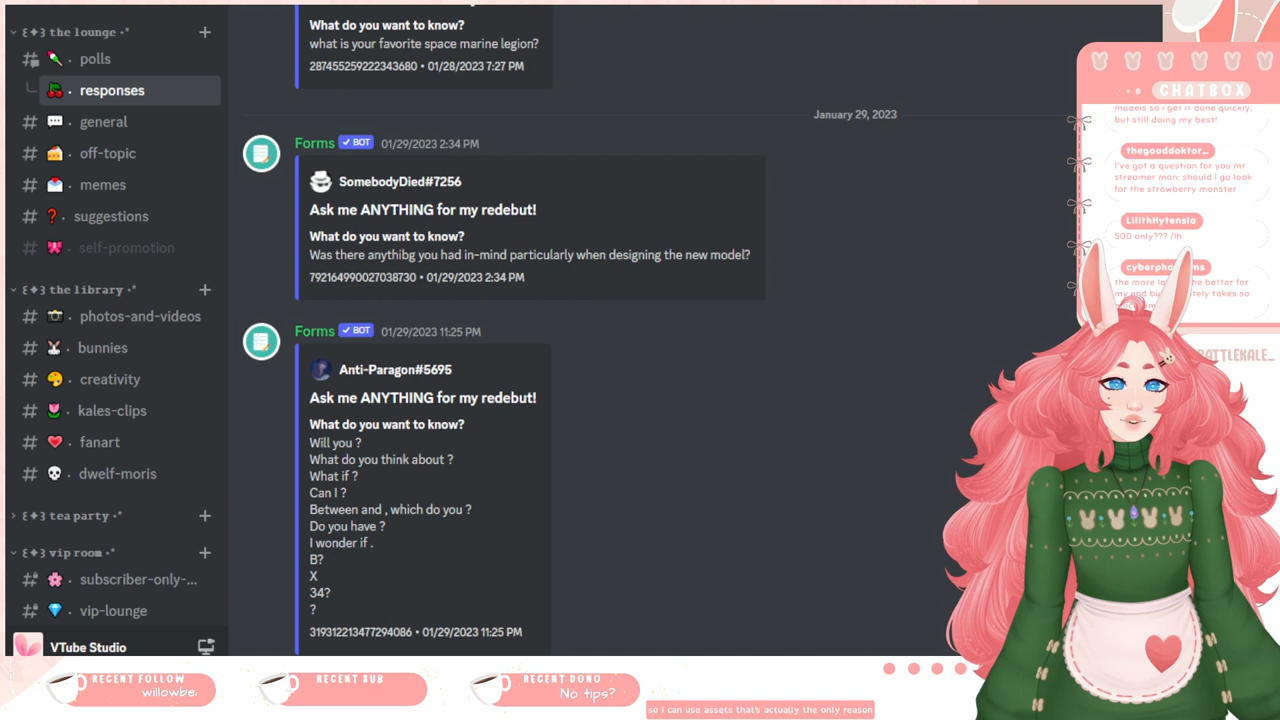 ꒰✦꒱ the lounge •*
polls
responses
general
off-topic
memes
suggestions
self-promotion
꒰✦꒱ the library •*
photos-and-videos
bunnies
creativity
kales-clips
fanart
dwelf-moris
꒰✦꒱ tea party •*
꒰✦꒱ vip room •*
subscriber-only-...
vip-lounge
VTube Studio
What do you want to know?
what is your favorite space marine legion?
287455259222343680 • 01/28/2023 7:27 PM
January 29, 2023
Forms BOT 01/29/2023 2:34 PM
SomebodyDied#7256
Ask me ANYTHING for my redebut!
What do you want to know?
Was there anythibg you had in-mind particularly when designing the new model?
792164990027038730 • 01/29/2023 2:34 PM
Forms BOT 01/29/2023 11:25 PM
Anti-Paragon#5695
Ask me ANYTHING for my redebut!
What do you want to know?
Will you ?
What do you think about ?
What if ?
Can I ?
Between and , which do you ?
Do you have ?
I wonder if .
B?
X
34?
?
319312213477294086 • 01/29/2023 11:25 PM
CHATBOX
models so i get it done quickly,
but still doing my best!
thegooddoktor_
I've got a question for you mr
streamer man: should I go look
for the strawberry monster
LilithHytensia
500 only??? /lh
the better for
RECENT FOLLOW
willowbe
RECENT SUB
RECENT DONO
No tips?
so I can use assets that's actually the only reason